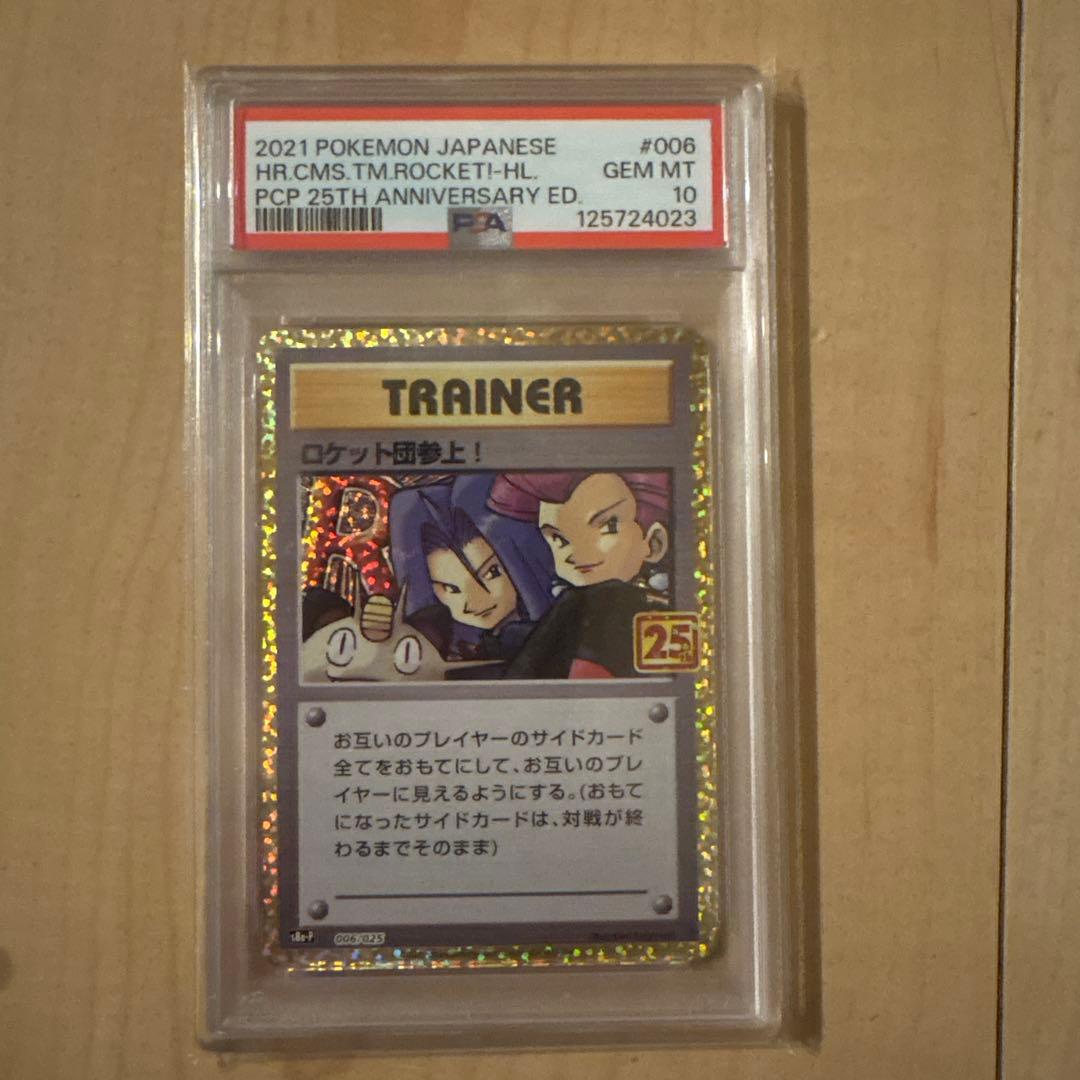 2021 POKEMON JAPANESE #006
HR.CMS.TM.ROCKET!-HL. GEM MT
PCP 25TH ANNIVERSARY ED. 10
PSA 125724023
TRAINER
ロケット団参上!
R
25th
お互いのプレイヤーのサイドカード
全てをおもてにして、お互いのプレ
イヤーに見えるようにする。(おもて
になったサイドカードは、対戦が終
わるまでそのまま)
s8a-P 006/025